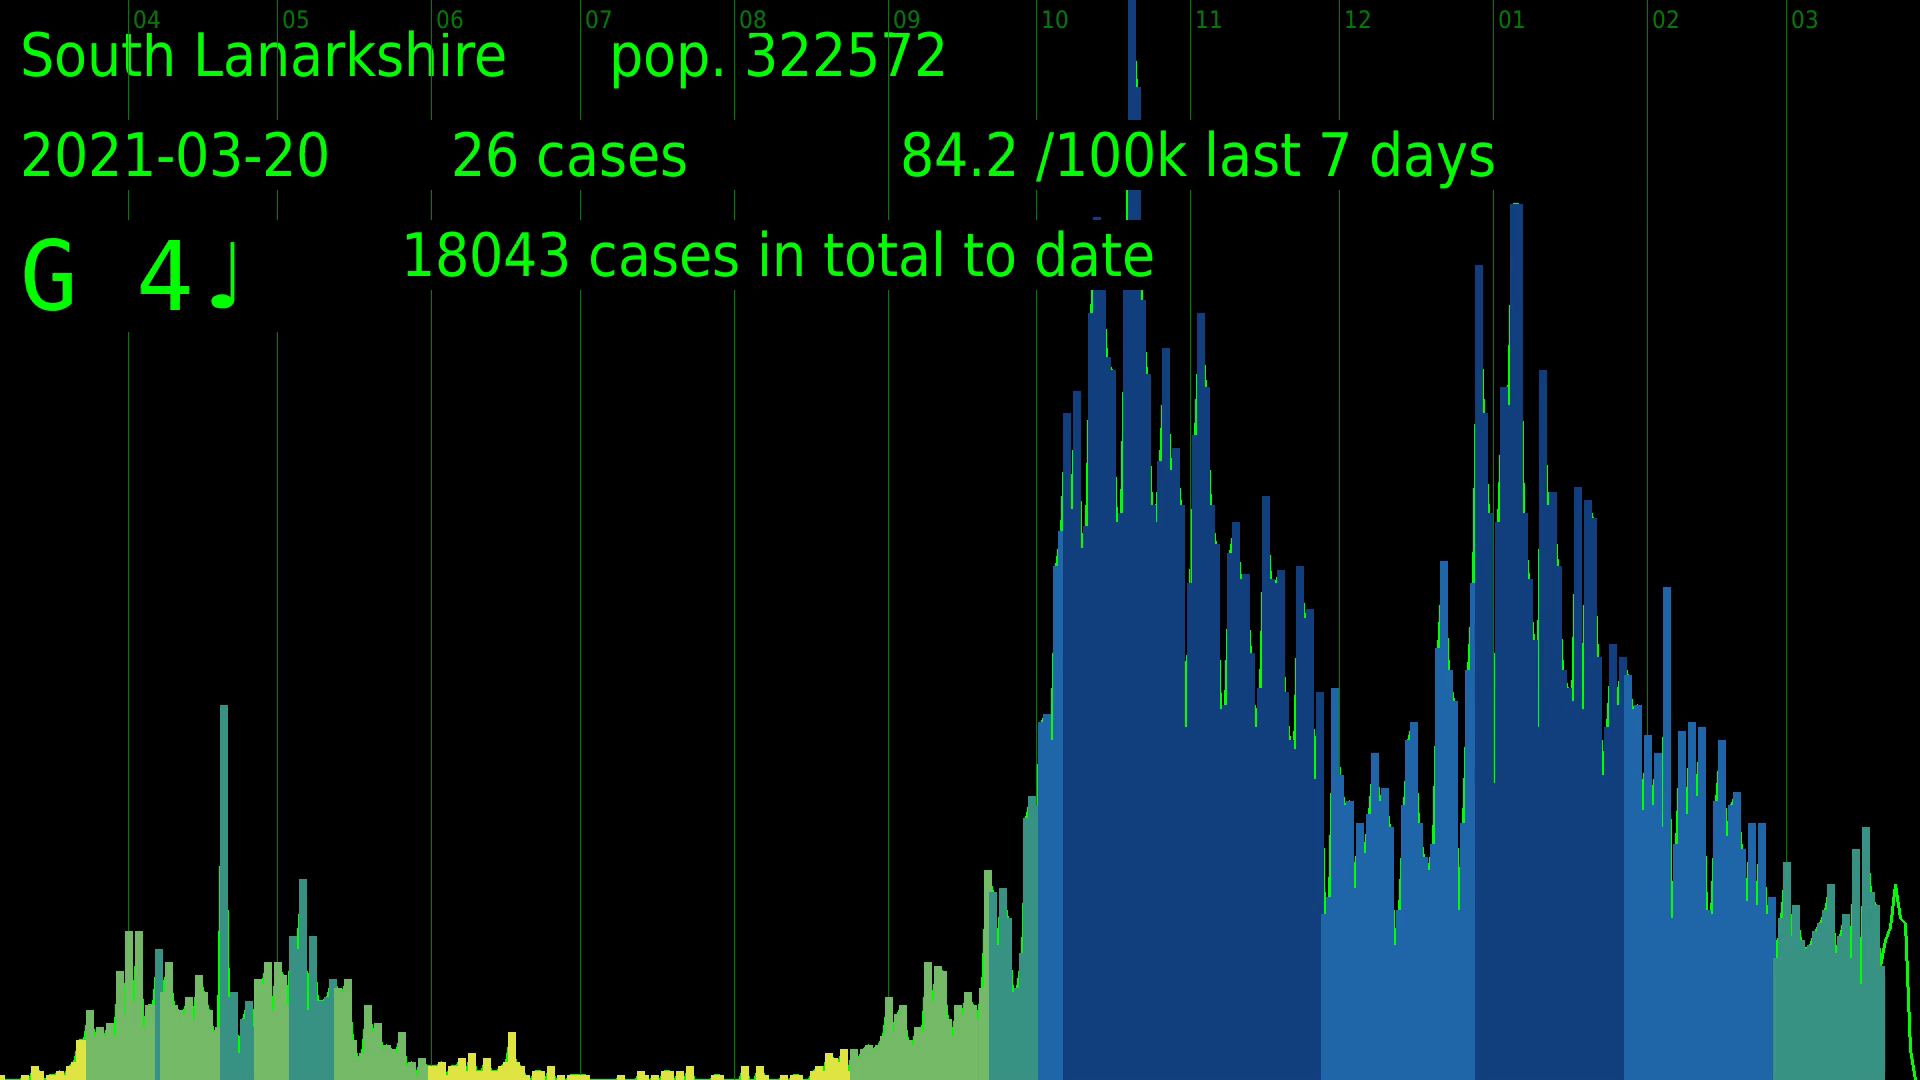 04 05 06 07 08 09 10 11 12 01 02 03
South Lanarkshire pop. 322572
2021-03-20 26 cases 84.2 /100k last 7 days
G 4♩ 18043 cases in total to date